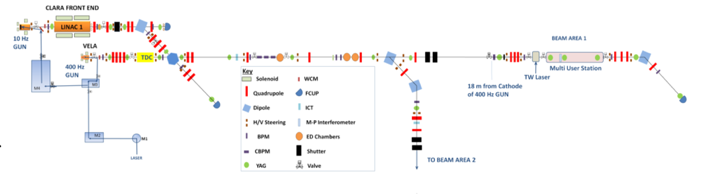 CLARA FRONT END
LINAC 1
10 Hz
GUN
VELA
TDC
400 Hz
GUN
M3
M2
M1
LASER
BEAM AREA 1
Multi User Station
TW Laser
18 m from Cathode
of 400 Hz GUN
Key
Solenoid
WCM
Quadrupole
FCUP
Dipole
ICT
H/V Steering
M-P Interferometer
BPM
ED Chambers
CBPM
Shutter
YAG
Valve
TO BEAM AREA 2